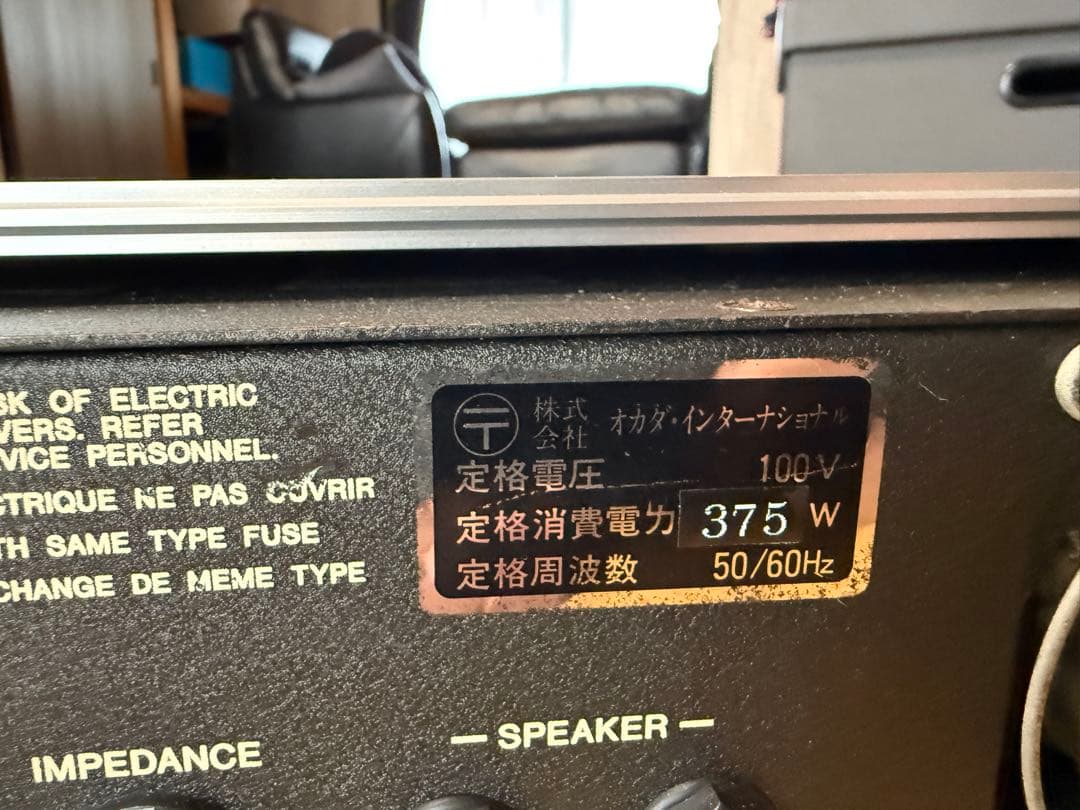 SK OF ELECTRIC
VERS. REFER
VICE PERSONNEL.
CTRIQUE NE PAS OUVRIR
TH SAME TYPE FUSE
CHANGE DE MEME TYPE
〒 株式会社 オカダ・インターナショナル
定格電圧 100V
定格消費電力 375 W
定格周波数 50/60Hz
IMPEDANCE
— SPEAKER —